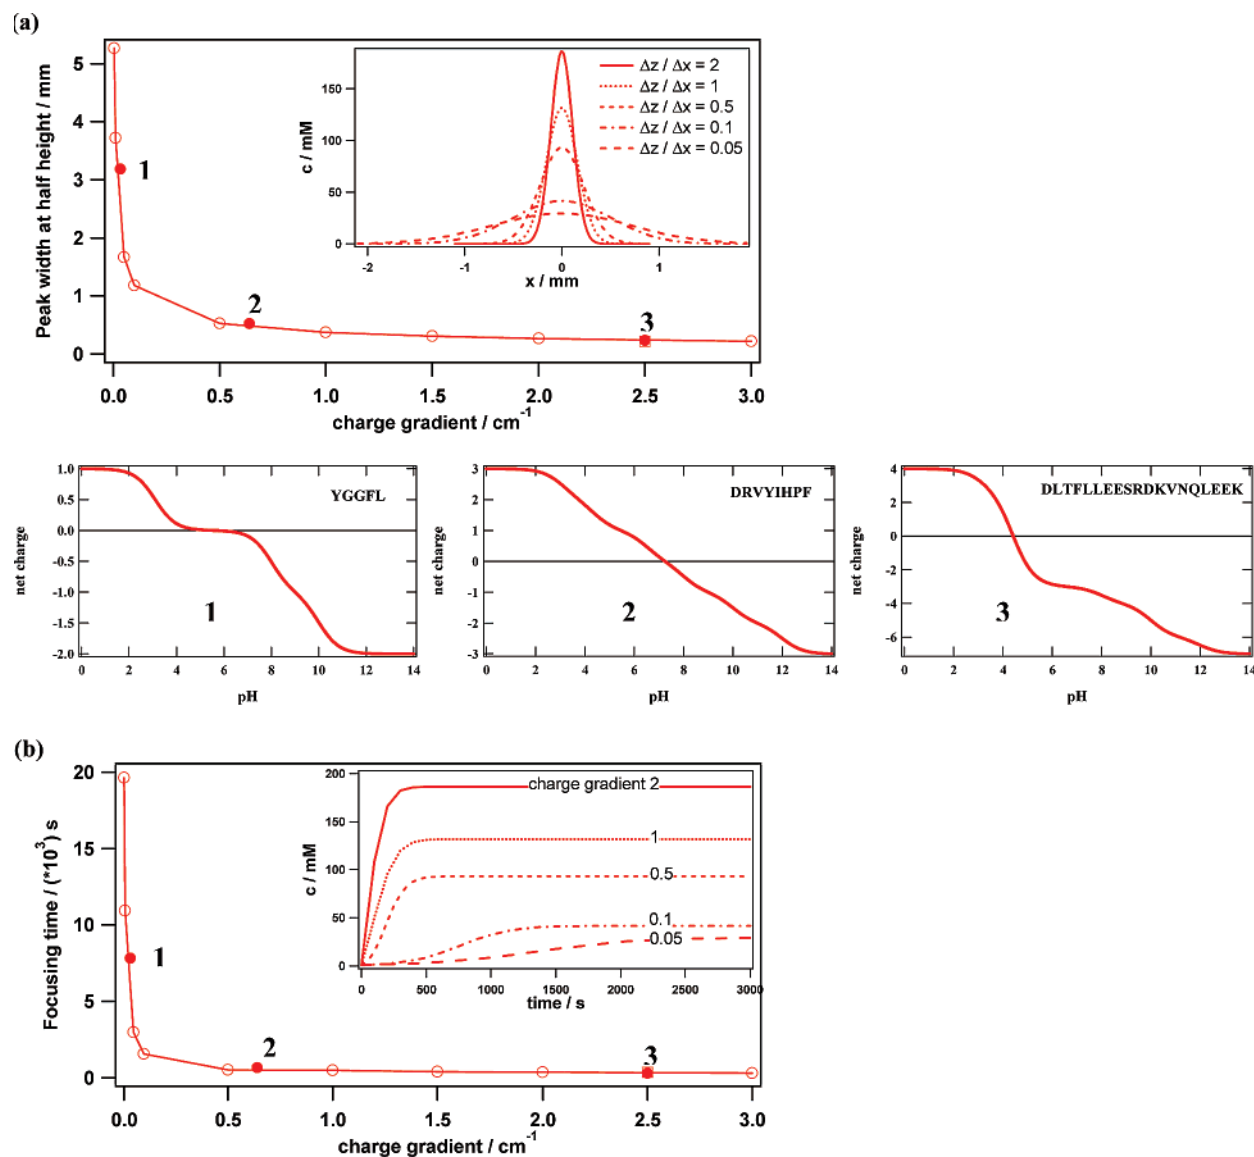 (a)
Peak width at half height / mm
5
4
3
2
1
0
1
2
3
c / mM
150
100
50
0
Δz / Δx = 2
Δz / Δx = 1
Δz / Δx = 0.5
Δz / Δx = 0.1
Δz / Δx = 0.05
-2 -1 0 1
x / mm
0.0 0.5 1.0 1.5 2.0 2.5 3.0
charge gradient / cm-1
net charge
1.0
0.5
0.0
-0.5
-1.0
-1.5
-2.0
YGGFL
1
0 2 4 6 8 10 12 14
pH
net charge
3
2
1
0
-1
-2
-3
DRVYIHPF
2
0 2 4 6 8 10 12 14
pH
net charge
4
2
0
-2
-4
-6
DLTFLLEESRDKVNQLEEK
3
0 2 4 6 8 10 12 14
pH
(b)
Focusing time / (*10³) s
20
15
10
5
0
1
2
3
c / mM
200
150
100
50
0
charge gradient 2
1
0.5
0.1
0.05
0 500 1000 1500 2000 2500 3000
time / s
0.0 0.5 1.0 1.5 2.0 2.5 3.0
charge gradient / cm-1